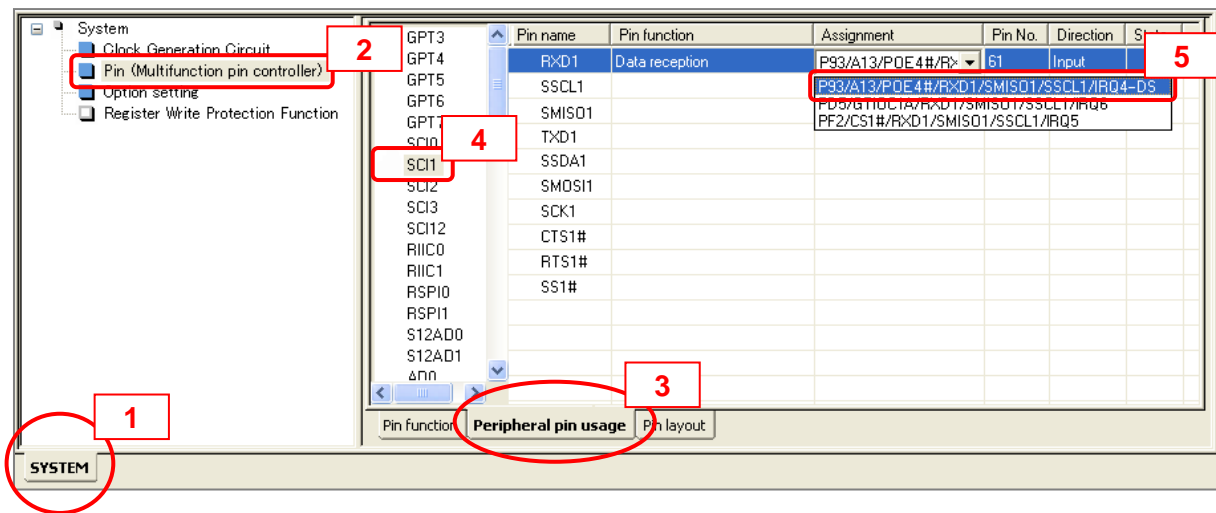 System
Clock Generation Circuit
Pin (Multifunction pin controller)
Option setting
Register Write Protection Function
2
GPT3
GPT4
GPT5
GPT6
GPT7
SCI0
SCI1
SCI2
SCI3
SCI12
RIIC0
RIIC1
RSPI0
RSPI1
S12AD0
S12AD1
AD0
4
Pin name Pin function Assignment Pin No. Direction
RXD1 Data reception P93/A13/POE4#/RX 61 Input
SSCL1
SMISO1
TXD1
SSDA1
SMOSI1
SCK1
CTS1#
RTS1#
SS1#
P93/A13/POE4#/RXD1/SMISO1/SSCL1/IRQ4-DS
PD5/GTIOC1A/RXD1/SMISO1/SSCL1/IRQ6
PF2/CS1#/RXD1/SMISO1/SSCL1/IRQ5
5
3
Pin function Peripheral pin usage Pin layout
1
SYSTEM